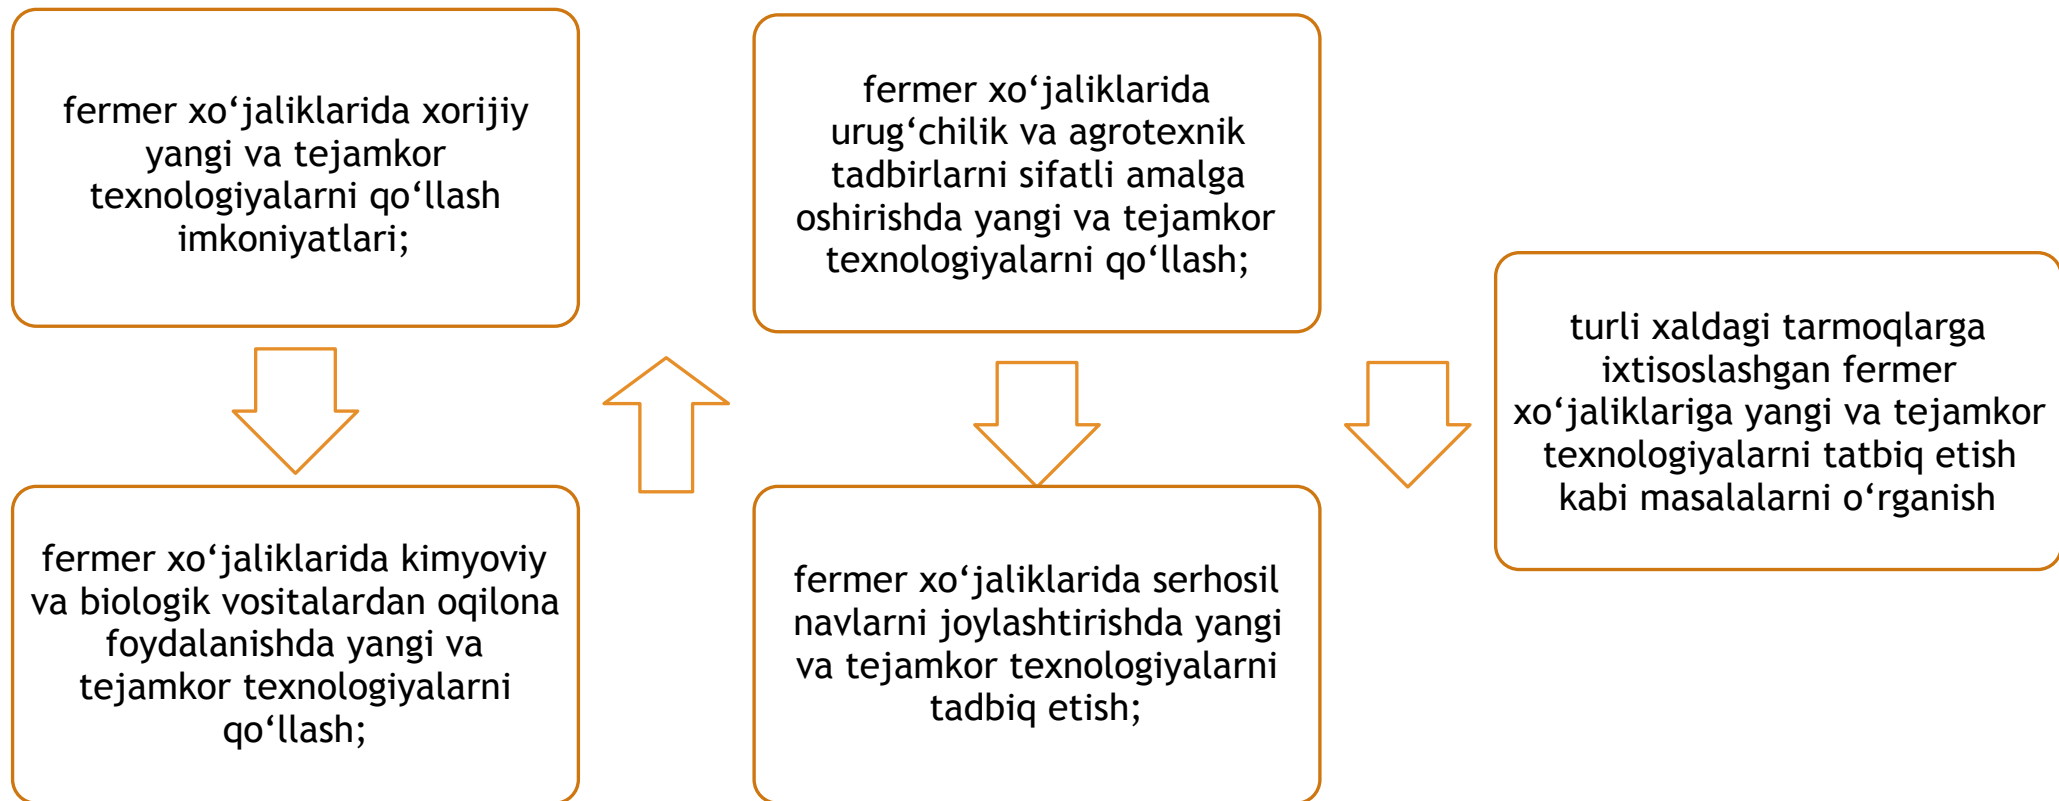 fermer xo‘jaliklarida xorijiy
yangi va tejamkor
texnologiyalarni qo‘llash
imkoniyatlari;
fermer xo‘jaliklarida kimyoviy
va biologik vositalardan oqilona
foydalanishda yangi va
tejamkor texnologiyalarni
qo‘llash;
fermer xo‘jaliklarida
urug‘chilik va agrotexnik
tadbirlarni sifatli amalga
oshirishda yangi va tejamkor
texnologiyalarni qo‘llash;
fermer xo‘jaliklarida serhosil
navlarni joylashtirishda yangi
va tejamkor texnologiyalarni
tadbiq etish;
turli xaldagi tarmoqlarga
ixtisoslashgan fermer
xo‘jaliklariga yangi va tejamkor
texnologiyalarni tatbiq etish
kabi masalalarni o‘rganish